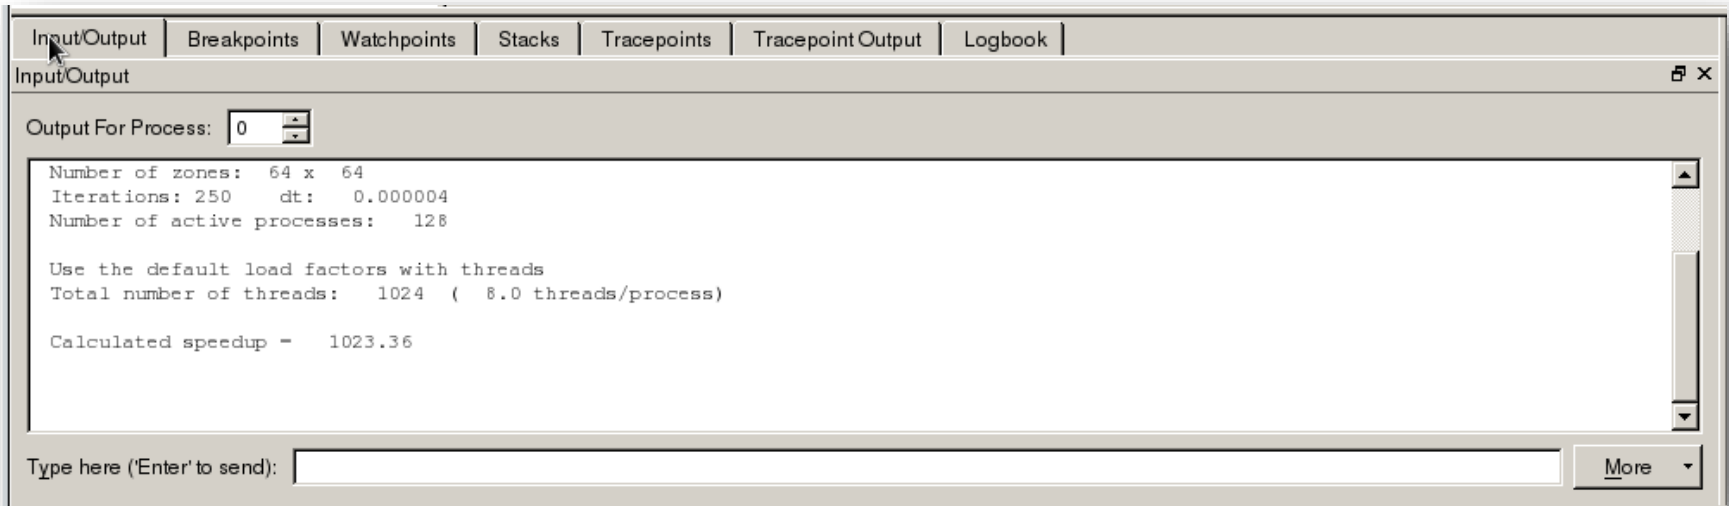 Input/Output Breakpoints Watchpoints Stacks Tracepoints Tracepoint Output Logbook
Input/Output
Output For Process: 0
Number of zones: 64 x 64
Iterations: 250 dt: 0.000004
Number of active processes: 128
Use the default load factors with threads
Total number of threads: 1024 ( 8.0 threads/process)
Calculated speedup = 1023.36
Type here ('Enter' to send): More